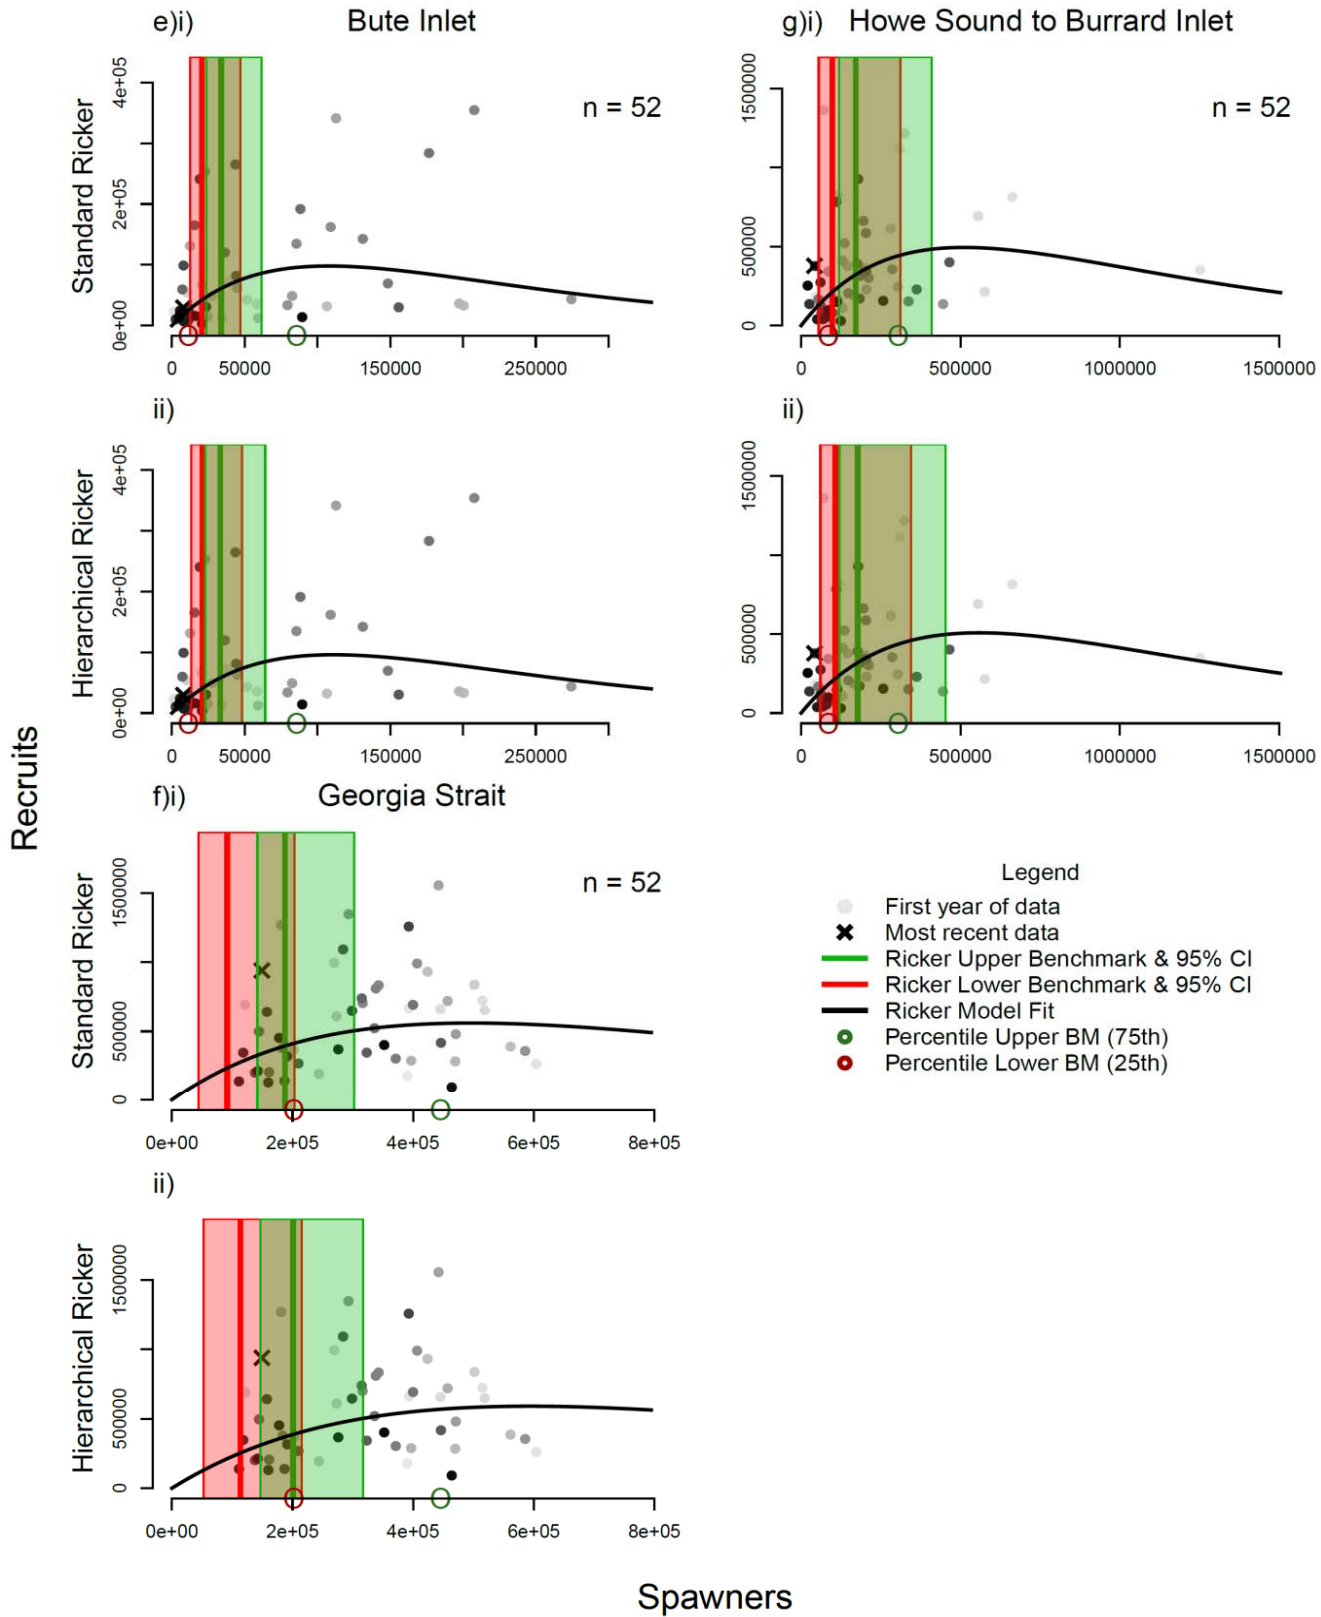 e)i) Bute Inlet
Standard Ricker
n = 52
0e+00 2e+05 4e+05
0 50000 150000 250000
ii)
Hierarchical Ricker
0e+00 2e+05 4e+05
0 50000 150000 250000
f)i) Georgia Strait
Standard Ricker
n = 52
0 500000 1500000
0e+00 2e+05 4e+05 6e+05 8e+05
ii)
Hierarchical Ricker
0 500000 1500000
0e+00 2e+05 4e+05 6e+05 8e+05
g)i) Howe Sound to Burrard Inlet
n = 52
0 500000 1500000
0 500000 1000000 1500000
ii)
0 500000 1500000
0 500000 1000000 1500000
Legend
First year of data
Most recent data
Ricker Upper Benchmark & 95% CI
Ricker Lower Benchmark & 95% CI
Ricker Model Fit
Percentile Upper BM (75th)
Percentile Lower BM (25th)
Recruits
Spawners